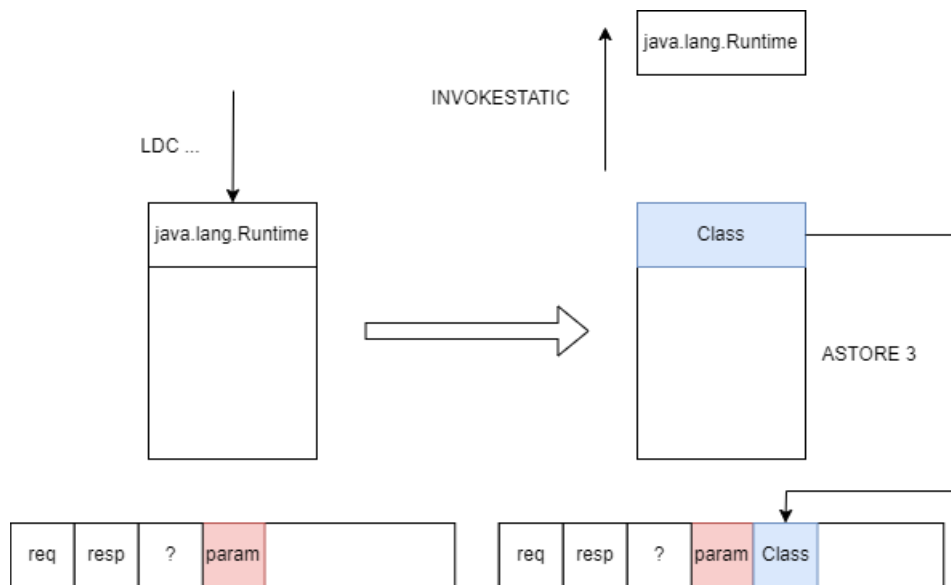 java.lang.Runtime
INVOKESTATIC
LDC ...
java.lang.Runtime
Class
ASTORE 3
req resp ? param
req resp ? param Class